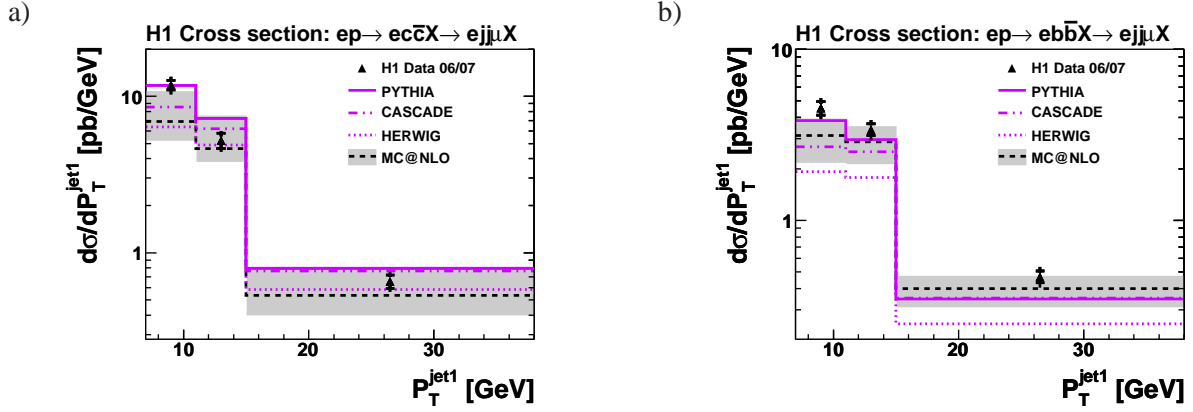 a)
H1 Cross section: ep→ ecc̅X→ ejjμX
dσ/dP_T^jet1 [pb/GeV]
10
1
H1 Data 06/07
PYTHIA
CASCADE
HERWIG
MC@NLO
10 20 30
P_T^jet1 [GeV]
b)
H1 Cross section: ep→ ebb̅X→ ejjμX
dσ/dP_T^jet1 [pb/GeV]
10
1
H1 Data 06/07
PYTHIA
CASCADE
HERWIG
MC@NLO
10 20 30
P_T^jet1 [GeV]